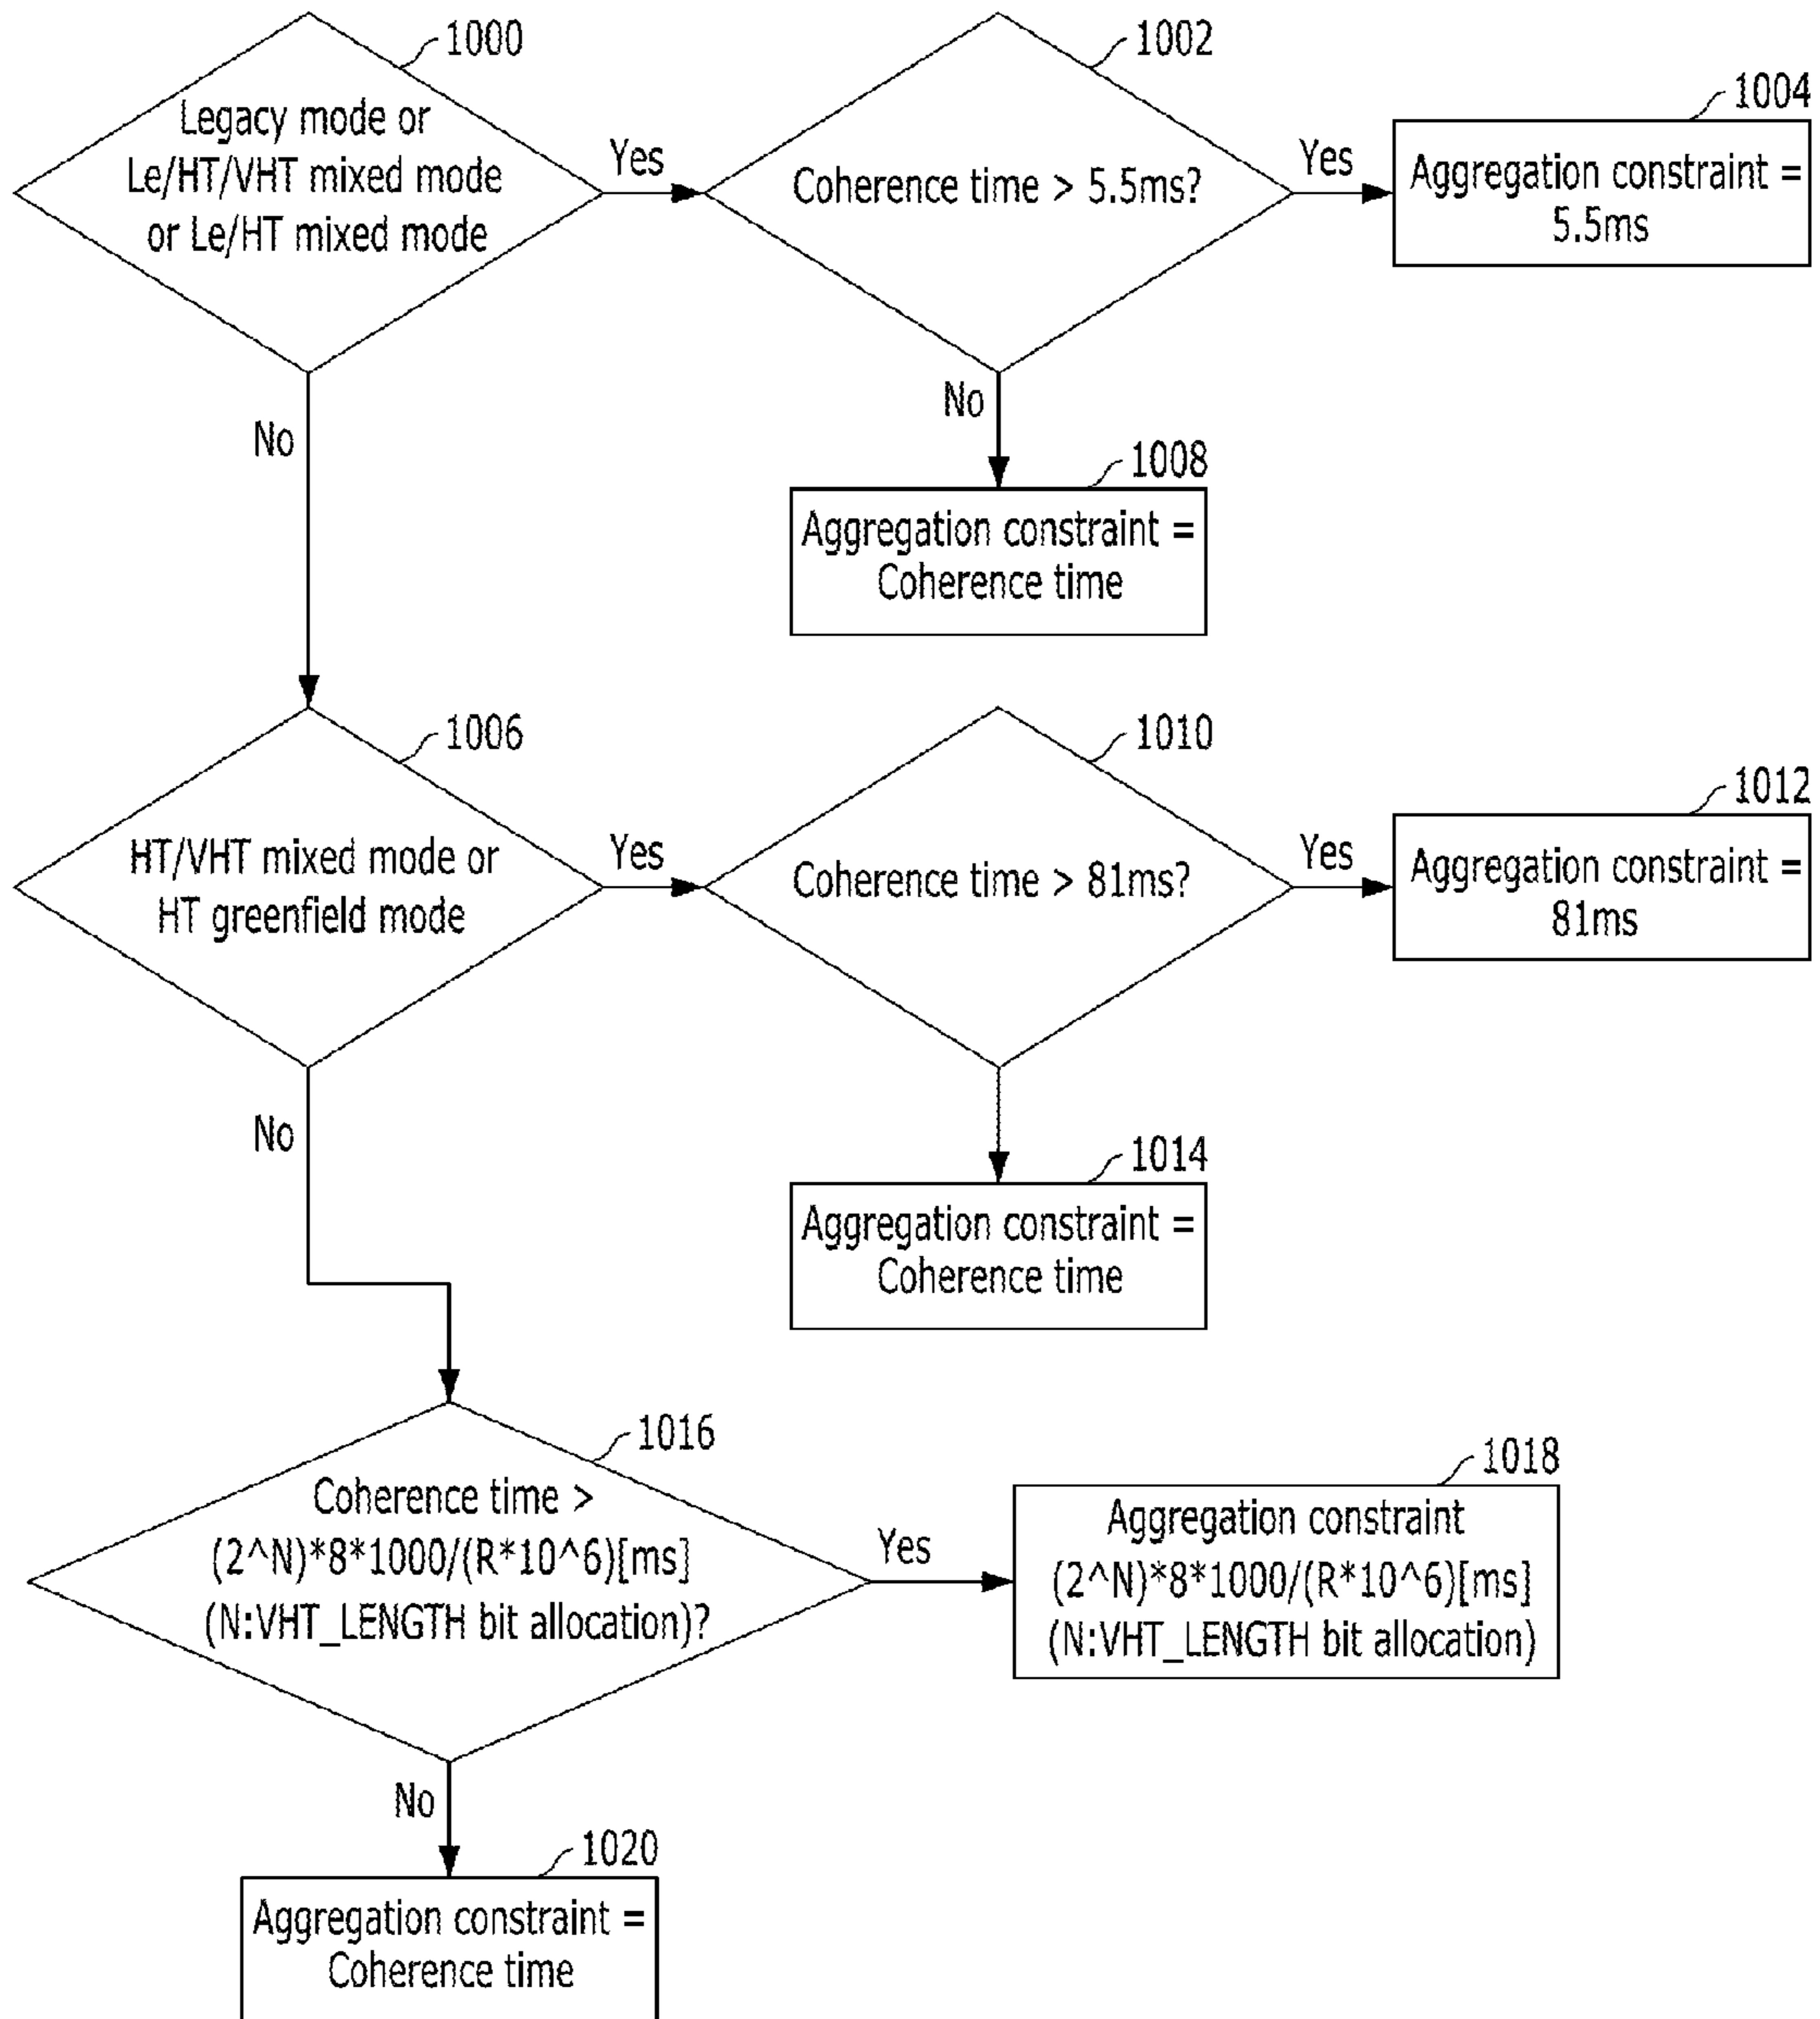 1000
Legacy mode or
Le/HT/VHT mixed mode
or Le/HT mixed mode
Yes
1002
Coherence time > 5.5ms?
Yes
1004
Aggregation constraint =
5.5ms
No
No
1008
Aggregation constraint =
Coherence time
1006
HT/VHT mixed mode or
HT greenfield mode
Yes
1010
Coherence time > 81ms?
Yes
1012
Aggregation constraint =
81ms
No
1014
Aggregation constraint =
Coherence time
1016
Coherence time >
(2^N)*8*1000/(R*10^6)[ms]
(N:VHT_LENGTH bit allocation)?
Yes
1018
Aggregation constraint
(2^N)*8*1000/(R*10^6)[ms]
(N:VHT_LENGTH bit allocation)
No
1020
Aggregation constraint =
Coherence time